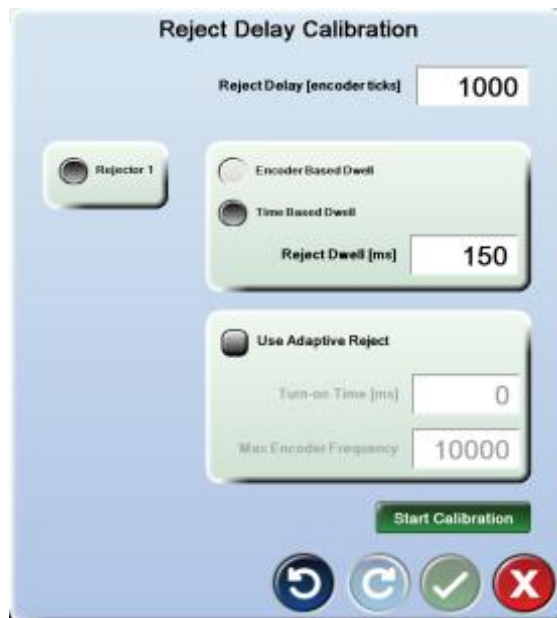 Reject Delay Calibration
Reject Delay [encoder ticks] 1000
Rejector 1
Encoder Based Dwell
Time Based Dwell
Reject Dwell [ms] 150
Use Adaptive Reject
Turn-on Time [ms] 0
Max Encoder Frequency 10000
Start Calibration